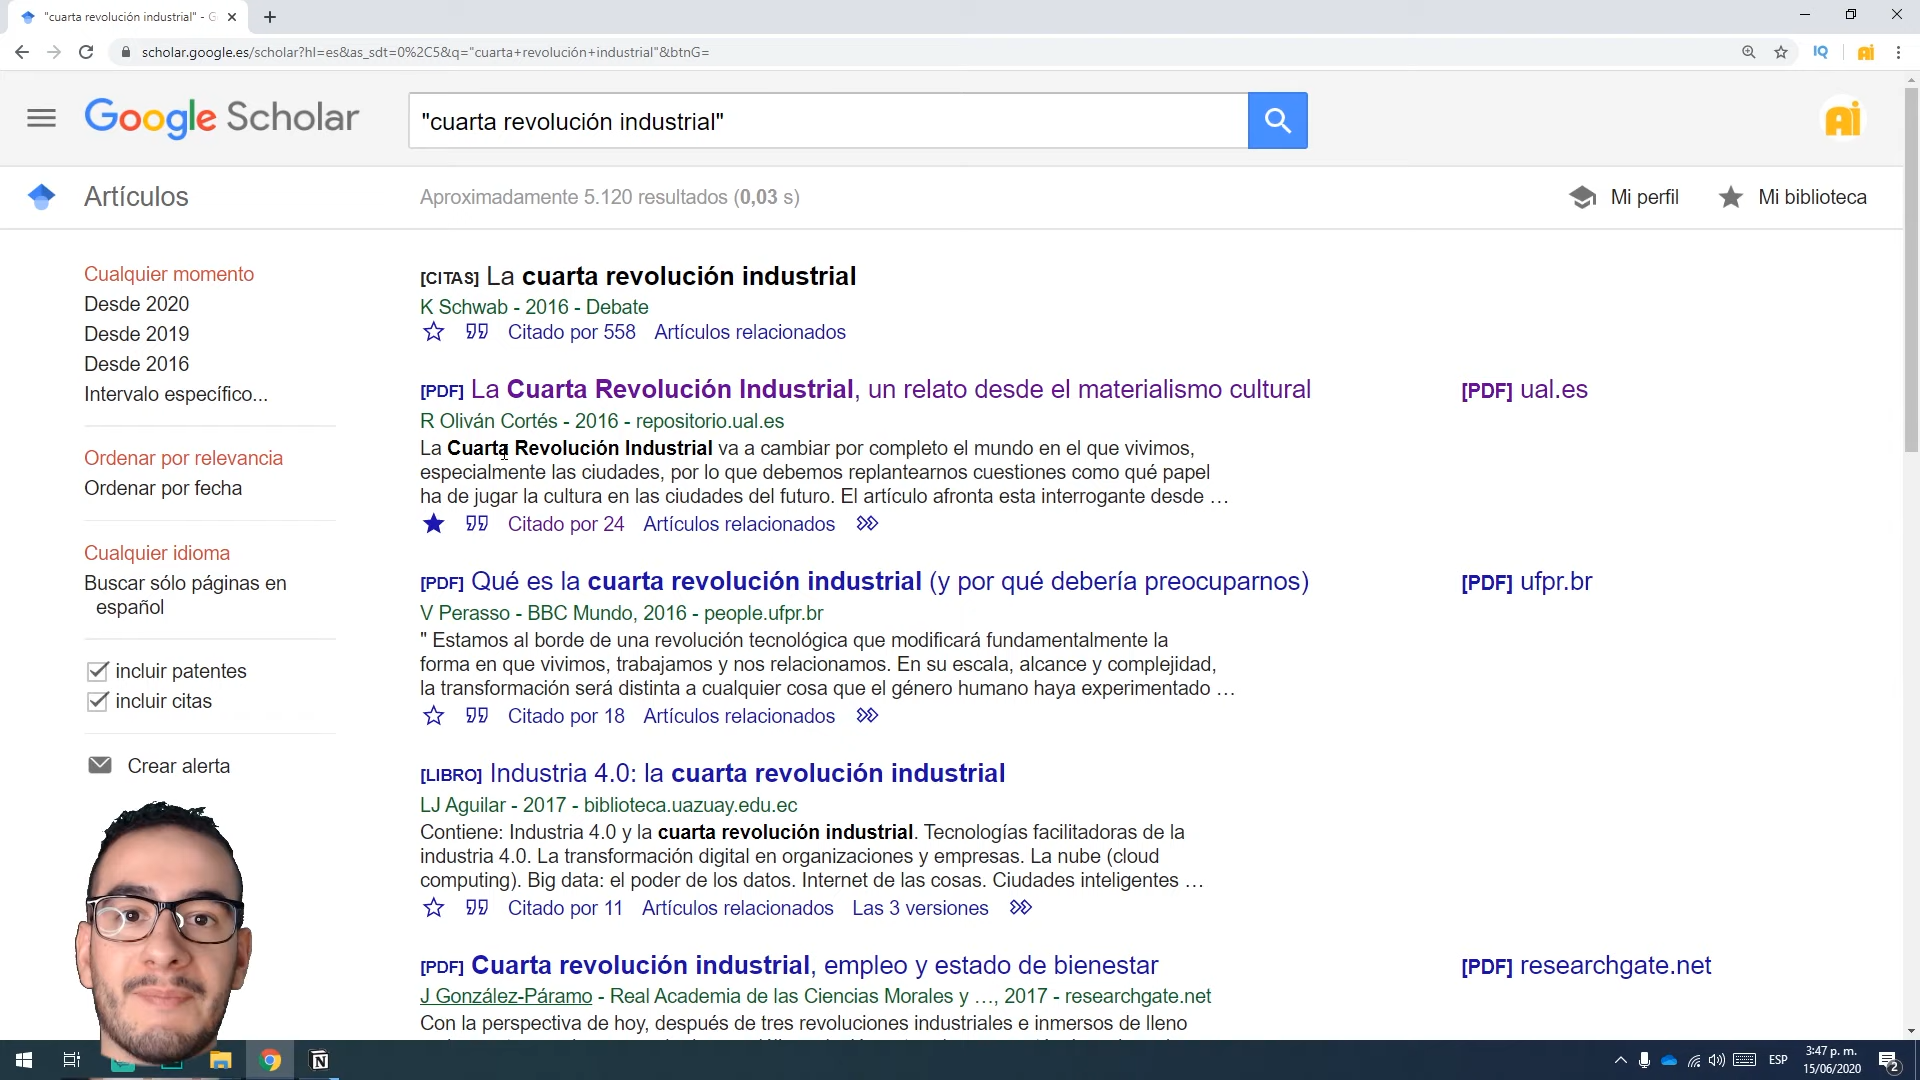 "cuarta revolución industrial" - G
scholar.google.es/scholar?hl=es&as_sdt=0%2C5&q="cuarta+revolución+industrial"&btnG=
IQ
Ai
Google Scholar
"cuarta revolución industrial"
Ai
Artículos
Aproximadamente 5.120 resultados (0,03 s)
Mi perfil
Mi biblioteca
Cualquier momento
Desde 2020
Desde 2019
Desde 2016
Intervalo específico...
Ordenar por relevancia
Ordenar por fecha
Cualquier idioma
Buscar sólo páginas en
español
incluir patentes
incluir citas
Crear alerta
[CITAS] La cuarta revolución industrial
K Schwab - 2016 - Debate
Citado por 558 Artículos relacionados
[PDF] La Cuarta Revolución Industrial, un relato desde el materialismo cultural
[PDF] ual.es
R Oliván Cortés - 2016 - repositorio.ual.es
La Cuarta Revolución Industrial va a cambiar por completo el mundo en el que vivimos,
especialmente las ciudades, por lo que debemos replantearnos cuestiones como qué papel
ha de jugar la cultura en las ciudades del futuro. El artículo afronta esta interrogante desde …
Citado por 24 Artículos relacionados
[PDF] Qué es la cuarta revolución industrial (y por qué debería preocuparnos)
[PDF] ufpr.br
V Perasso - BBC Mundo, 2016 - people.ufpr.br
" Estamos al borde de una revolución tecnológica que modificará fundamentalmente la
forma en que vivimos, trabajamos y nos relacionamos. En su escala, alcance y complejidad,
la transformación será distinta a cualquier cosa que el género humano haya experimentado …
Citado por 18 Artículos relacionados
[LIBRO] Industria 4.0: la cuarta revolución industrial
LJ Aguilar - 2017 - biblioteca.uazuay.edu.ec
Contiene: Industria 4.0 y la cuarta revolución industrial. Tecnologías facilitadoras de la
industria 4.0. La transformación digital en organizaciones y empresas. La nube (cloud
computing). Big data: el poder de los datos. Internet de las cosas. Ciudades inteligentes …
Citado por 11 Artículos relacionados Las 3 versiones
[PDF] Cuarta revolución industrial, empleo y estado de bienestar
[PDF] researchgate.net
J González-Páramo - Real Academia de las Ciencias Morales y …, 2017 - researchgate.net
Con la perspectiva de hoy, después de tres revoluciones industriales e inmersos de lleno
ESP
3:47 p. m.
15/06/2020
2